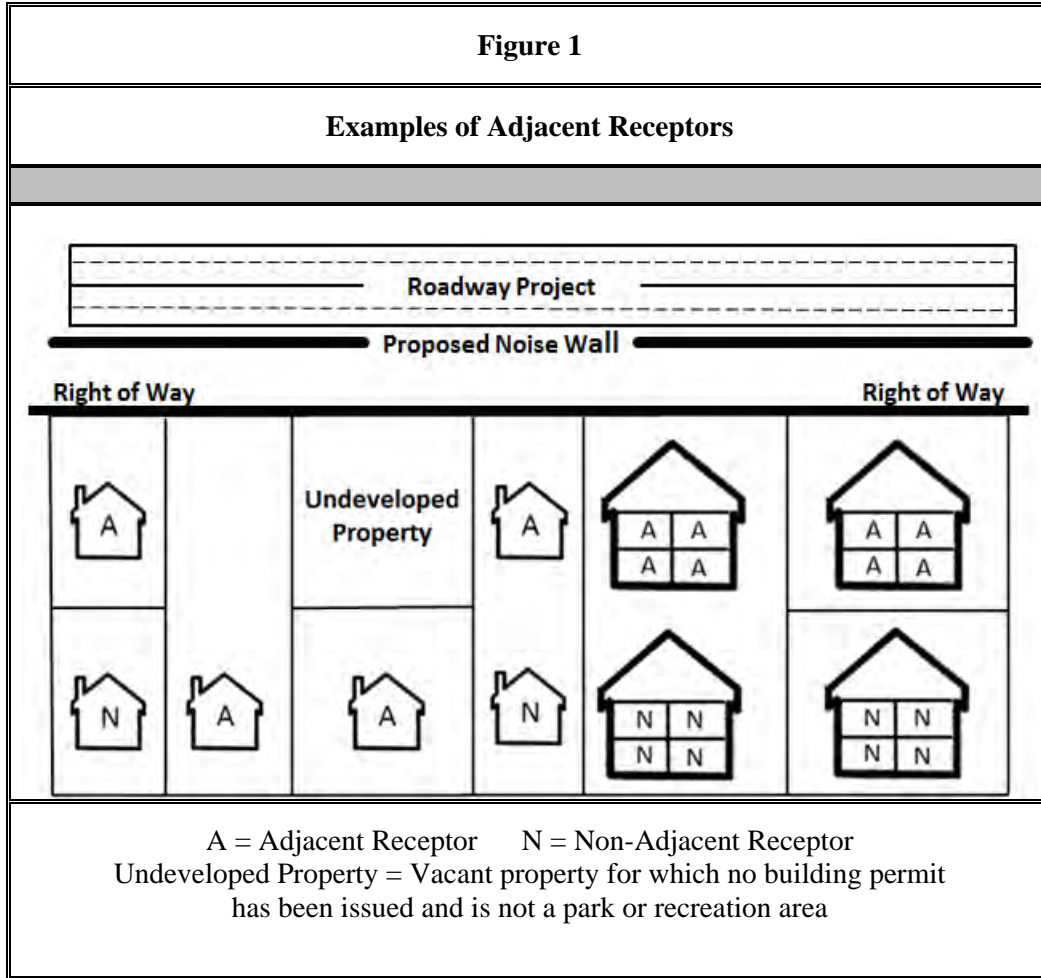 Figure 1
Examples of Adjacent Receptors
Roadway Project
Proposed Noise Wall
Right of Way Right of Way
Undeveloped
Property
A A A A A A
A A A A
N A A N N N N N
N N N N
A = Adjacent Receptor N = Non-Adjacent Receptor
Undeveloped Property = Vacant property for which no building permit
has been issued and is not a park or recreation area